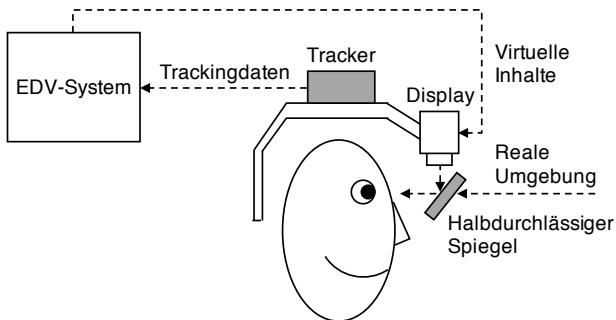 EDV-System
Trackingdaten
Tracker
Display
Virtuelle
Inhalte
Reale
Umgebung
Halbdurchlässiger
Spiegel